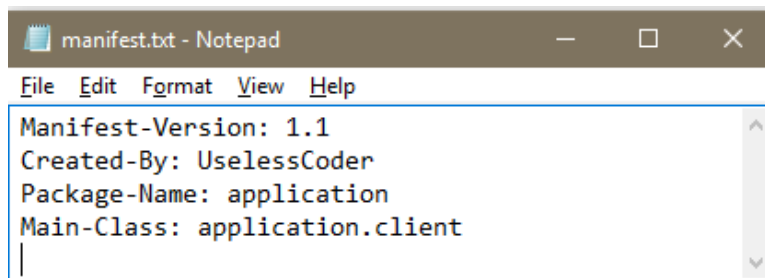 manifest.txt - Notepad
File Edit Format View Help
Manifest-Version: 1.1
Created-By: UselessCoder
Package-Name: application
Main-Class: application.client